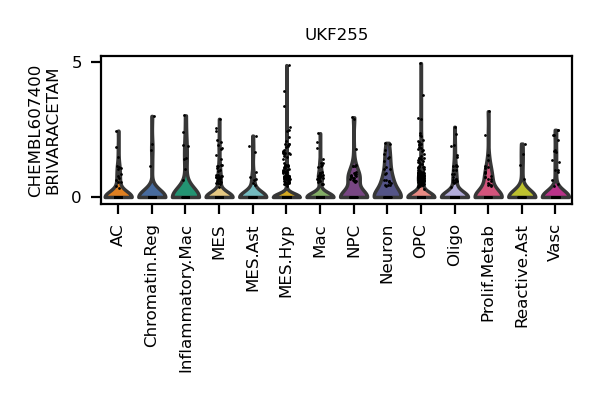 UKF255
CHEMBL607400
BRIVARACETAM
5
0
AC
Chromatin.Reg
Inflammatory.Mac
MES
MES.Ast
MES.Hyp
Mac
NPC
Neuron
OPC
Oligo
Prolif.Metab
Reactive.Ast
Vasc